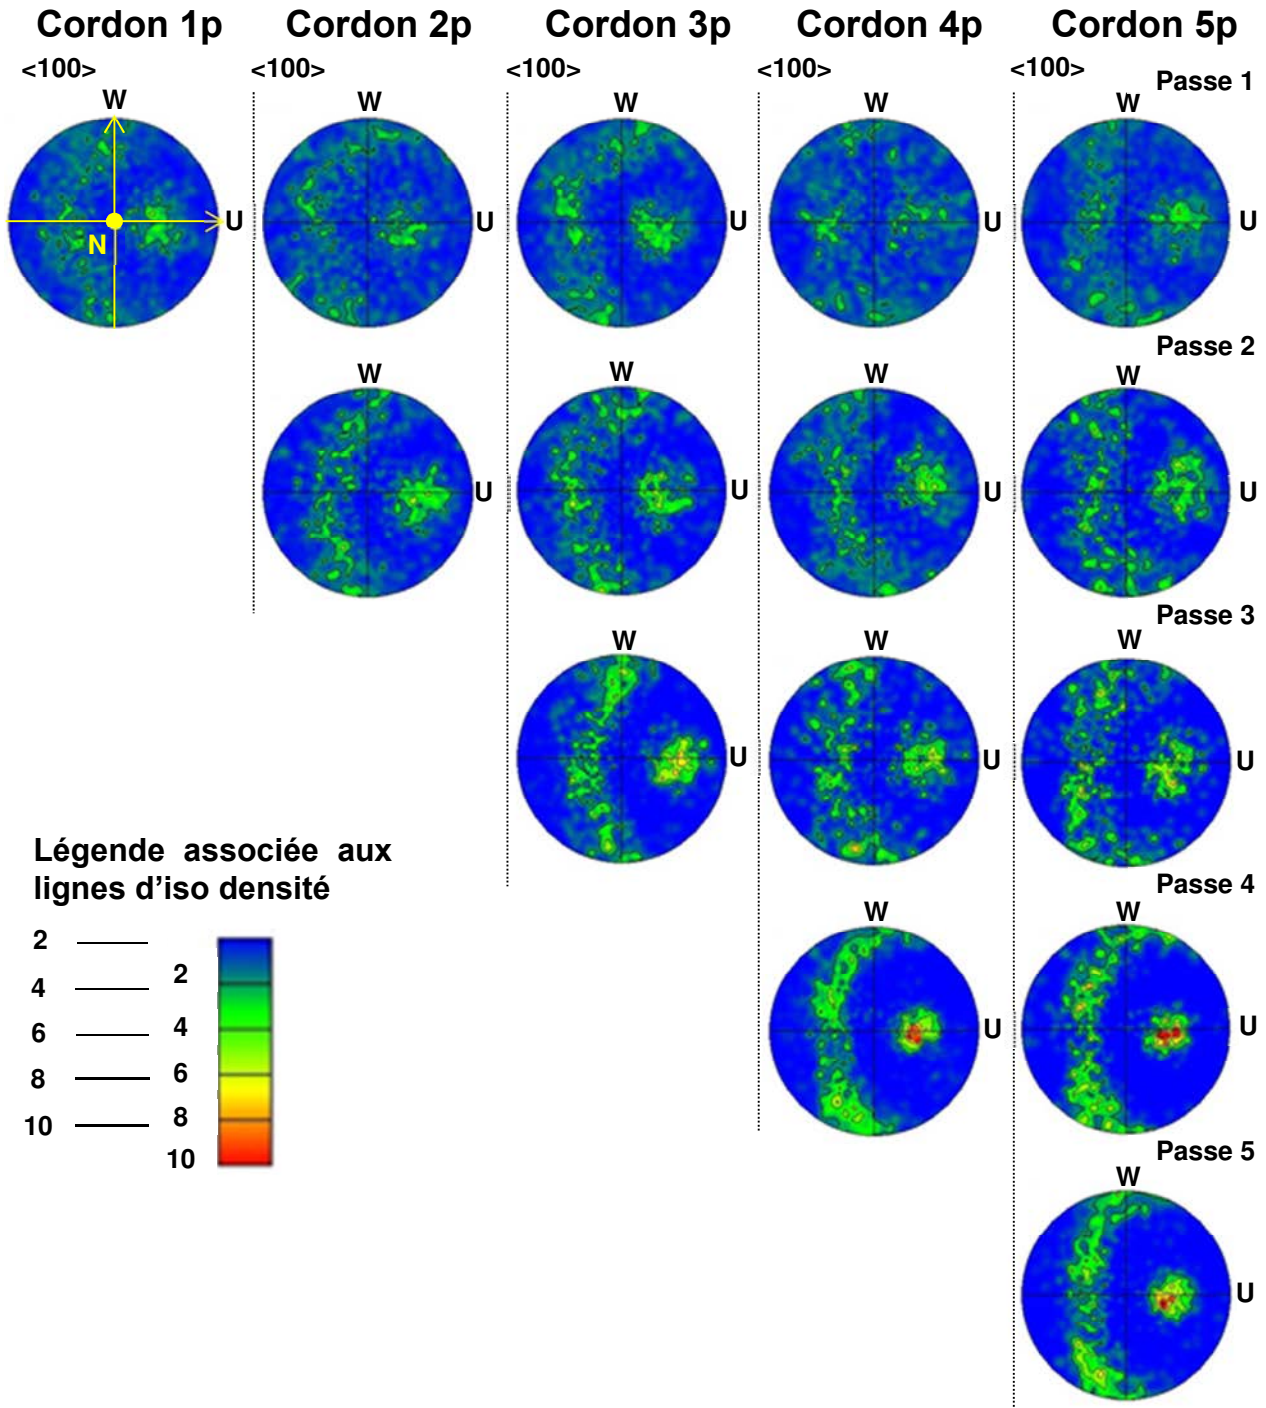 Cordon 1p Cordon 2p Cordon 3p Cordon 4p Cordon 5p
<100> <100> <100> <100> <100>
Passe 1
W W W W W
N
U U U U U
Passe 2
W W W W
U U U U
Passe 3
W W W
U U U
Légende associée aux
lignes d'iso densité
Passe 4
W W
2
4
6
8
10
2
4
6
8
10
U U
Passe 5
W
U